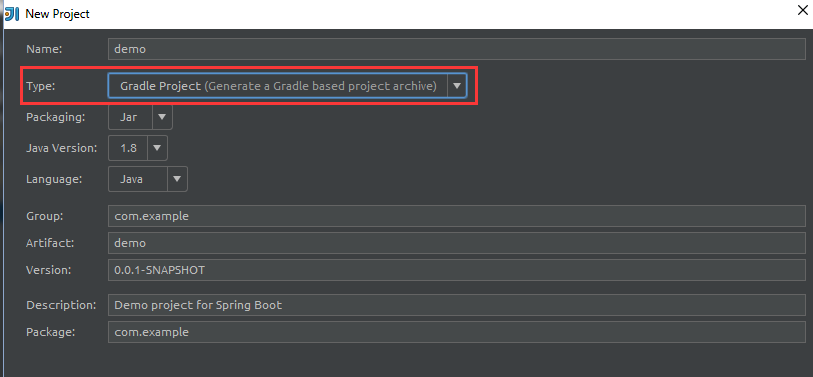 New Project
Name: demo
Type: Gradle Project (Generate a Gradle based project archive)
Packaging: Jar
Java Version: 1.8
Language: Java
Group: com.example
Artifact: demo
Version: 0.0.1-SNAPSHOT
Description: Demo project for Spring Boot
Package: com.example